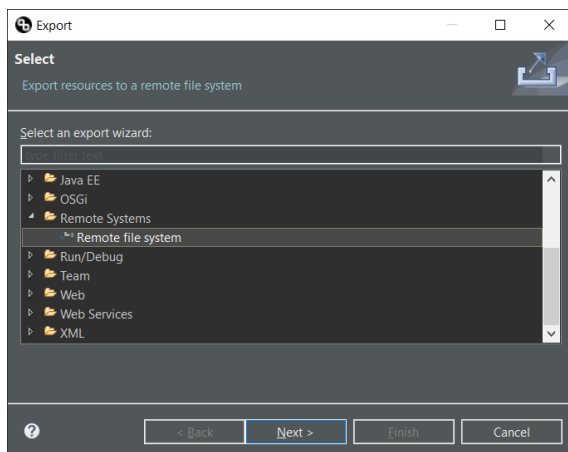 Export
Select
Export resources to a remote file system
Select an export wizard:
type filter text
Java EE
OSGi
Remote Systems
Remote file system
Run/Debug
Team
Web
Web Services
XML
< Back
Next >
Finish
Cancel